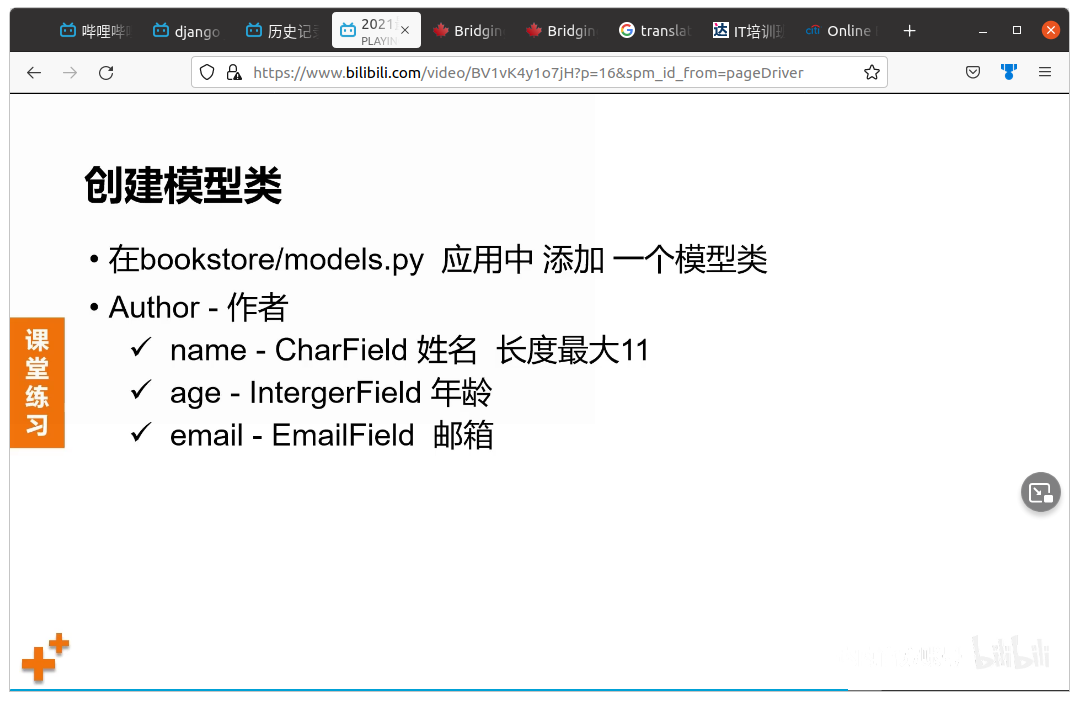 哔哩哔哩
django
历史记录
2021
PLAYIN
Bridgin
Bridgin
translat
IT培训
citi
Online
https://www.bilibili.com/video/BV1vK4y1o7jH?p=16&spm_id_from=pageDriver
创建模型类
• 在bookstore/models.py 应用中 添加 一个模型类
• Author - 作者
✓ name - CharField 姓名 长度最大11
✓ age - IntergerField 年龄
✓ email - EmailField 邮箱
课
堂
练
习
bilibili